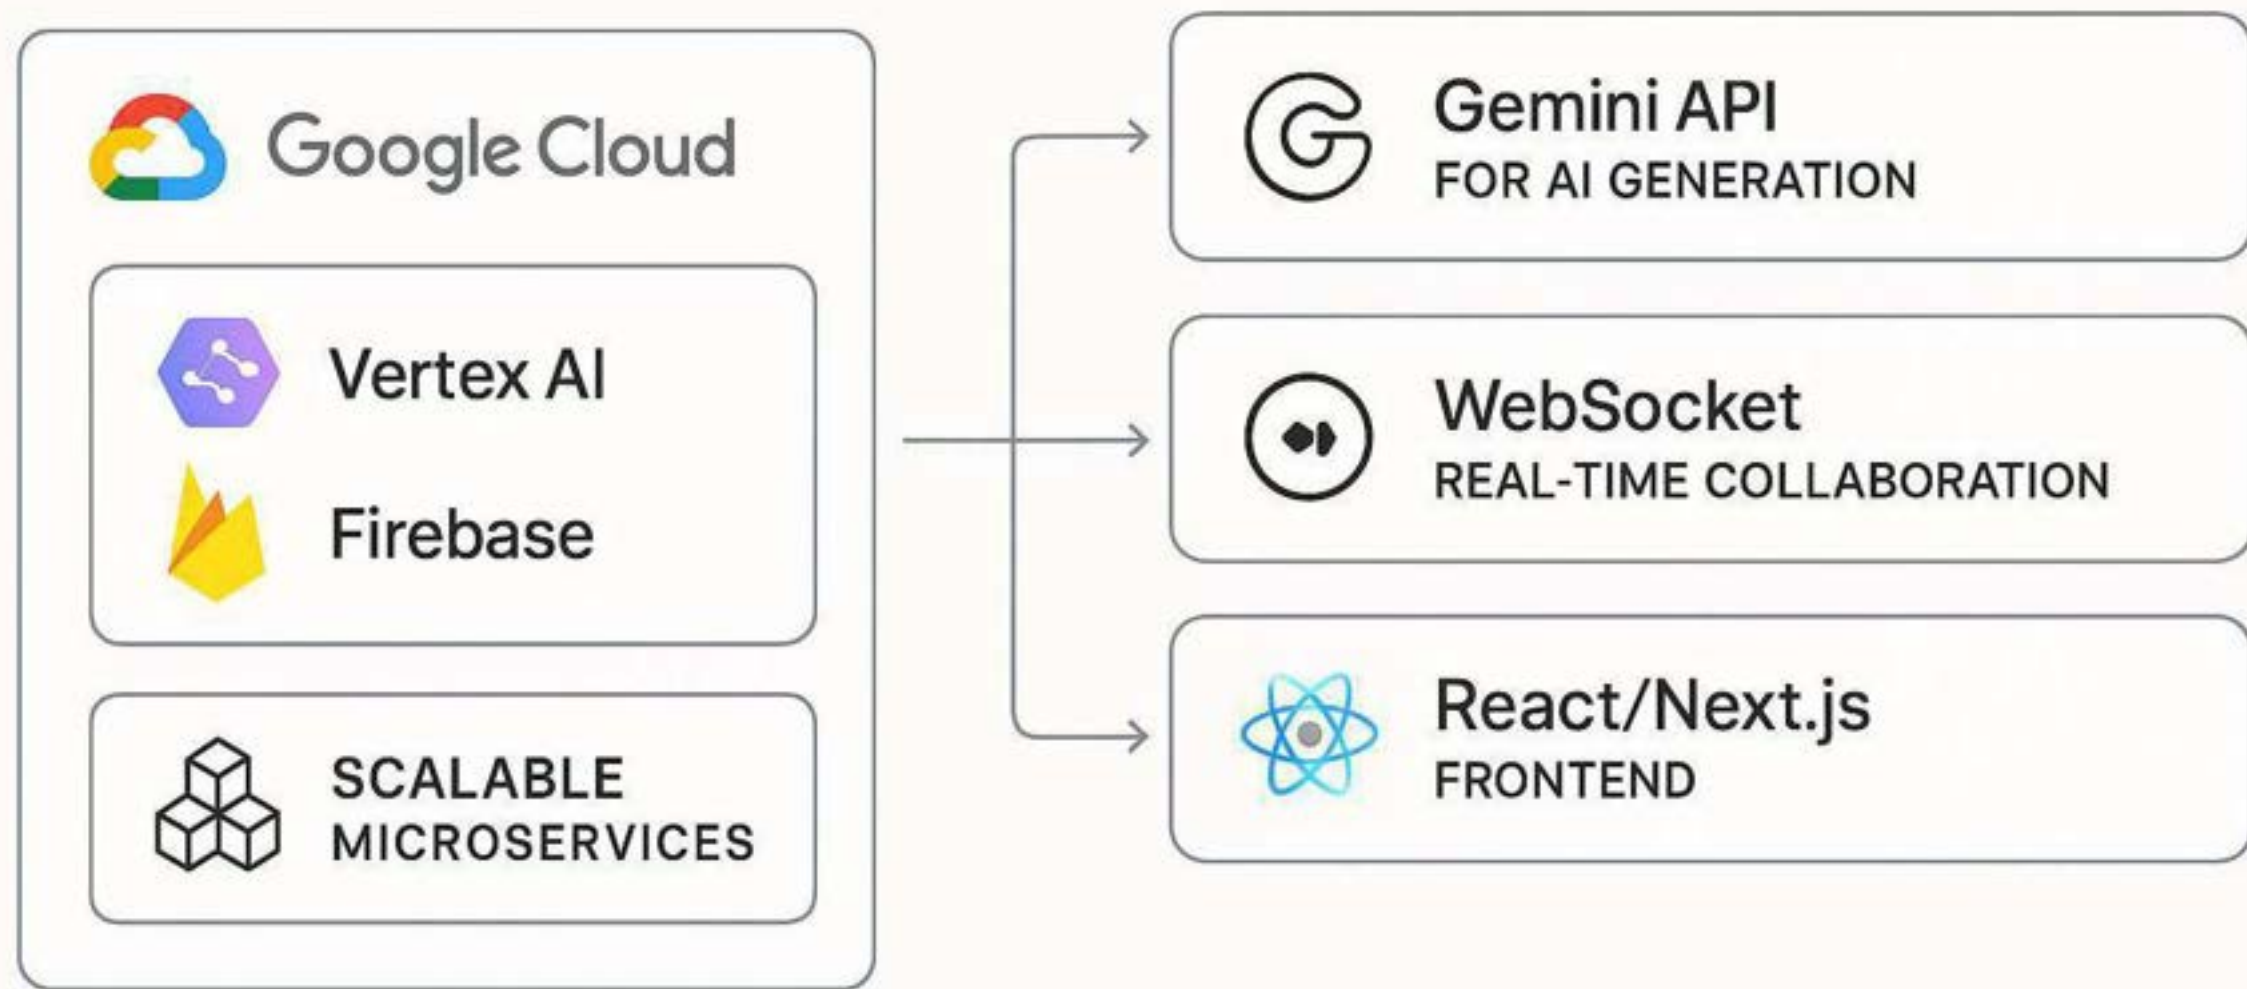 Google Cloud
Vertex AI
Firebase
SCALABLE
MICROSERVICES
Gemini API
FOR AI GENERATION
WebSocket
REAL-TIME COLLABORATION
React/Next.js
FRONTEND